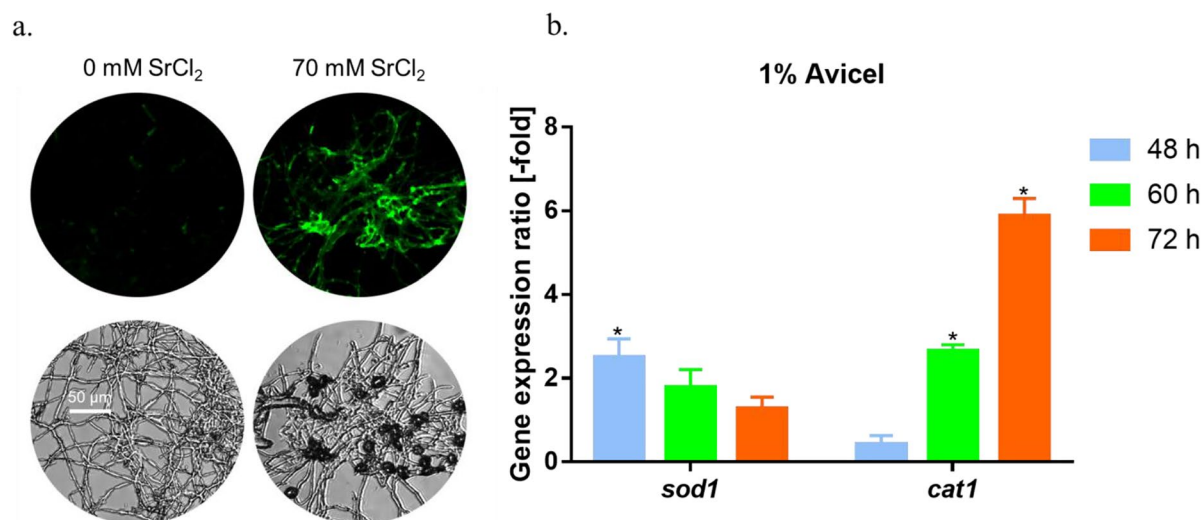 a.
0 mM SrCl₂
70 mM SrCl₂
50 µm
b.
1% Avicel
Gene expression ratio [-fold]
8
6
4
2
0
sod1
cat1
*
*
*
48 h
60 h
72 h